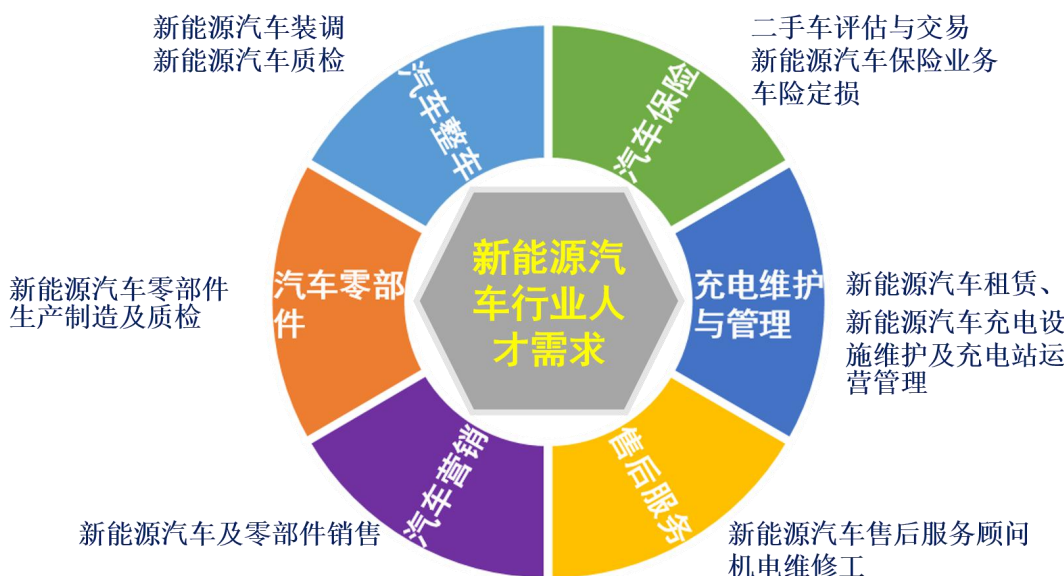 新能源汽车装调
新能源汽车质检
二手车评估与交易
新能源汽车保险业务
车险定损
汽车整车
汽车保险
新能源汽
车行业人
才需求
汽车零部
件
充电维护
与管理
新能源汽车零部件
生产制造及质检
新能源汽车租赁、
新能源汽车充电设
施维护及充电站运
营管理
汽车营销
售后服务
新能源汽车及零部件销售
新能源汽车售后服务顾问
机电维修工